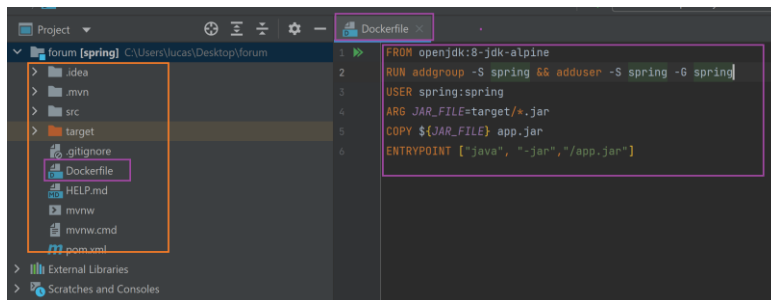 Project
forum [spring] C:\Users\lucas\Desktop\forum
.idea
.mvn
src
target
.gitignore
Dockerfile
HELP.md
mvnw
mvnw.cmd
pom.xml
External Libraries
Scratches and Consoles
Dockerfile
1 FROM openjdk:8-jdk-alpine
2 RUN addgroup -S spring && adduser -S spring -G spring
3 USER spring:spring
4 ARG JAR_FILE=target/*.jar
5 COPY ${JAR_FILE} app.jar
6 ENTRYPOINT ["java", "-jar","/app.jar"]